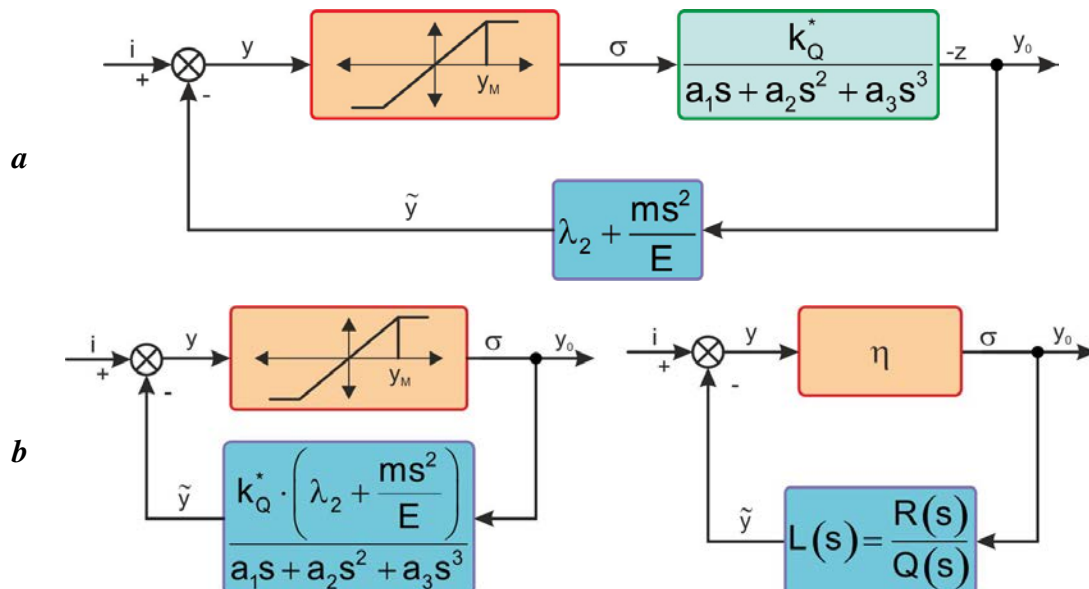 i
+
-
y
y_M
σ
k*_Q
a₁s + a₂s² + a₃s³
-z
y₀
a
ỹ
λ₂ + ms²/E
b
i
+
-
y
y_M
σ
y₀
ỹ
k*_Q · (λ₂ + ms²/E)
a₁s + a₂s² + a₃s³
i
+
-
y
η
σ
y₀
ỹ
L(s) = R(s)/Q(s)